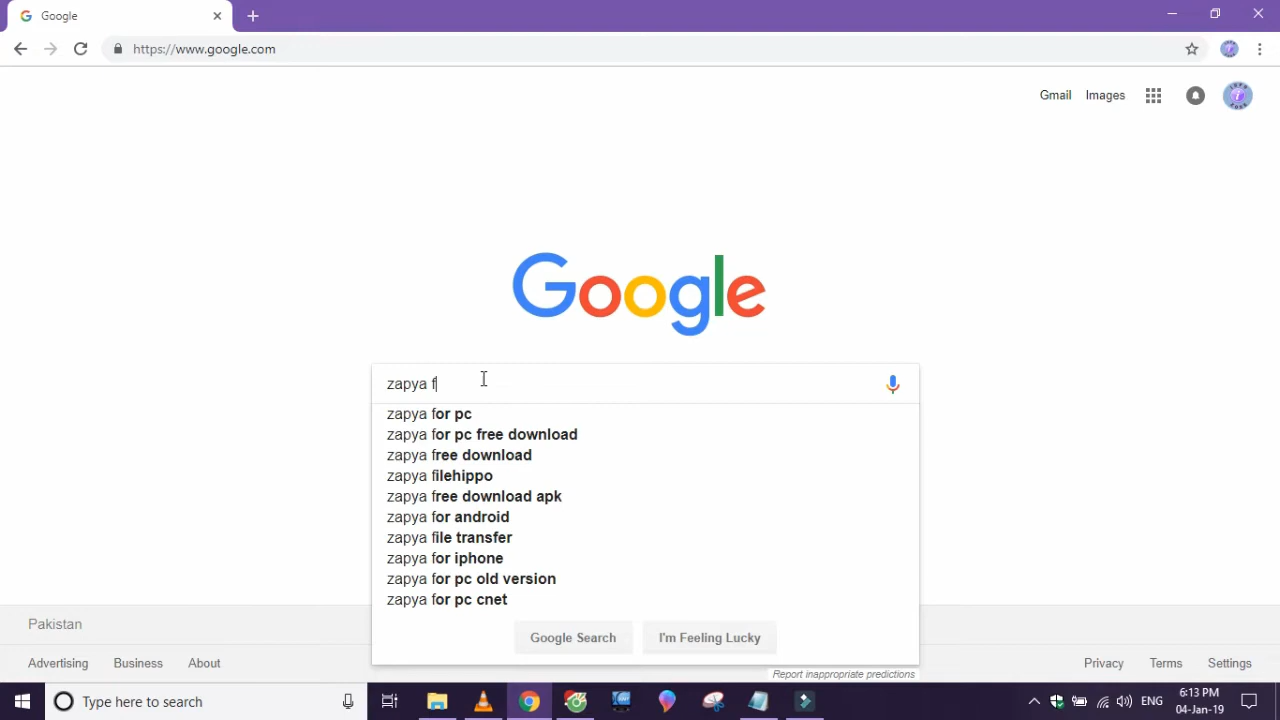 Google
https://www.google.com
Gmail Images
Google
zapya f
zapya for pc
zapya for pc free download
zapya free download
zapya filehippo
zapya free download apk
zapya for android
zapya file transfer
zapya for iphone
zapya for pc old version
zapya for pc cnet
Google Search I'm Feeling Lucky
Report inappropriate predictions
Pakistan
Advertising Business About
Privacy Terms Settings
Type here to search
ENG
6:13 PM
04-Jan-19